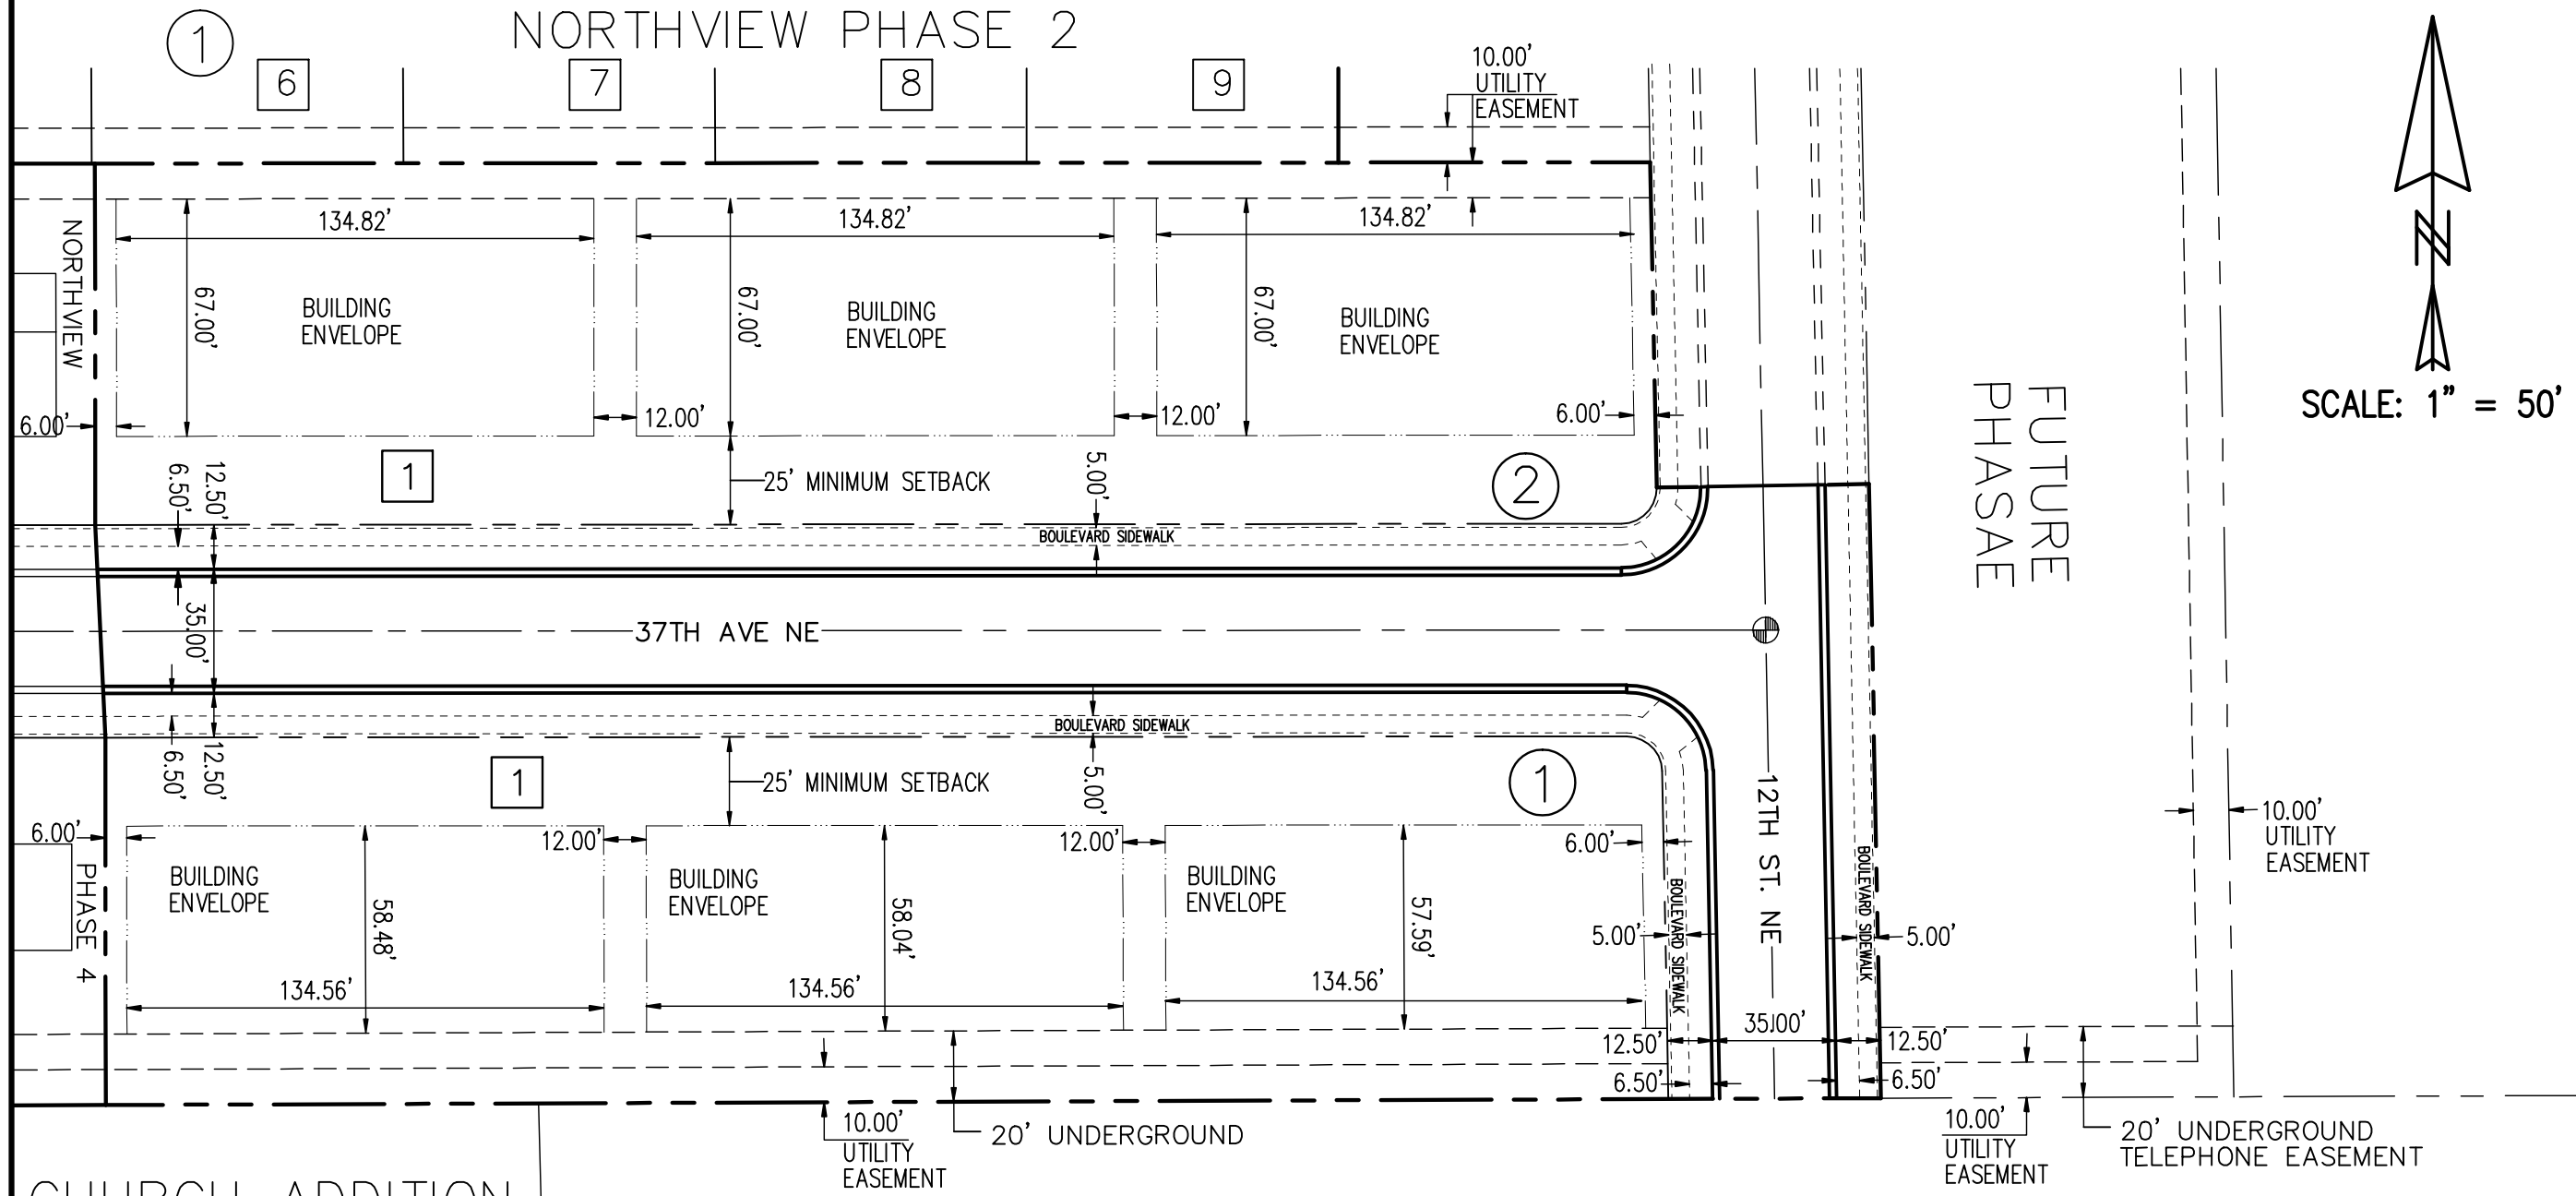 1
NORTHVIEW PHASE 2
6
7
8
9
10.00'
UTILITY
EASEMENT
134.82'
134.82'
134.82'
NORTHVIEW
67.00'
67.00'
67.00'
BUILDING
ENVELOPE
BUILDING
ENVELOPE
BUILDING
ENVELOPE
6.00'
12.00'
12.00'
6.00'
FUTURE
PHASAE
N
SCALE: 1" = 50'
6.50'
12.50'
1
25' MINIMUM SETBACK
5.00'
2
BOULEVARD SIDEWALK
35.00'
37TH AVE NE
BOULEVARD SIDEWALK
6.50'
12.50'
1
25' MINIMUM SETBACK
5.00'
1
12TH ST. NE
10.00'
UTILITY
EASEMENT
6.00'
12.00'
12.00'
6.00'
PHASE 4
BUILDING
ENVELOPE
BUILDING
ENVELOPE
BUILDING
ENVELOPE
58.48'
58.04'
57.59'
134.56'
134.56'
134.56'
5.00'
BOULEVARD SIDEWALK
BOULEVARD SIDEWALK
5.00'
12.50'
35.00'
12.50'
6.50'
6.50'
10.00'
UTILITY
EASEMENT
20' UNDERGROUND
10.00'
UTILITY
EASEMENT
20' UNDERGROUND
TELEPHONE EASEMENT
CHURCH ADDITION